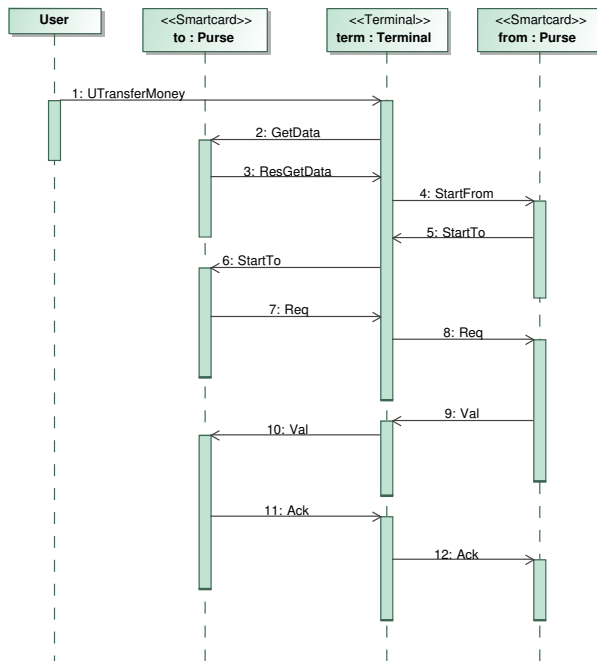 User
<<Smartcard>>
to : Purse
<<Terminal>>
term : Terminal
<<Smartcard>>
from : Purse
1: UTransferMoney
2: GetData
3: ResGetData
4: StartFrom
5: StartTo
6: StartTo
7: Req
8: Req
9: Val
10: Val
11: Ack
12: Ack